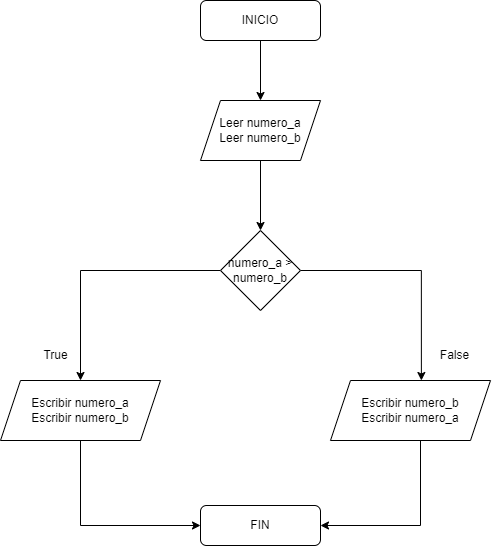 INICIO
Leer numero_a
Leer numero_b
numero_a >
numero_b
True
False
Escribir numero_a
Escribir numero_b
Escribir numero_b
Escribir numero_a
FIN